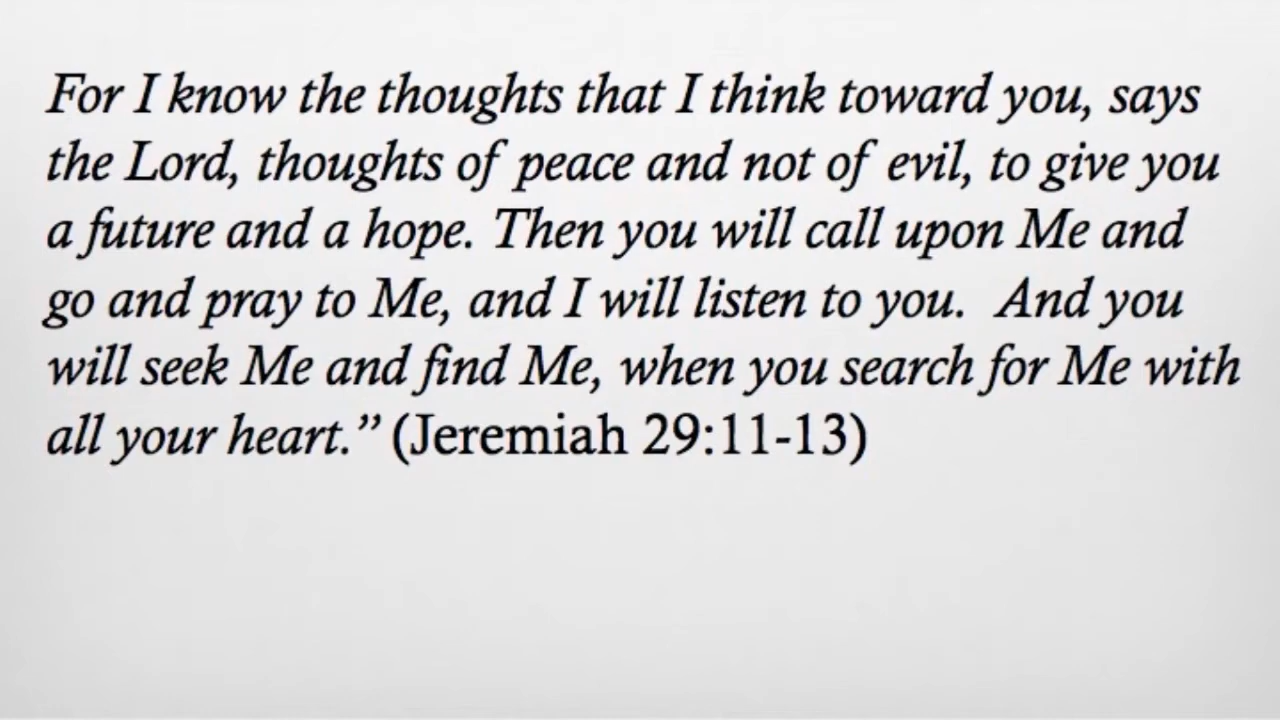 For I know the thoughts that I think toward you, says
the Lord, thoughts of peace and not of evil, to give you
a future and a hope. Then you will call upon Me and
go and pray to Me, and I will listen to you.  And you
will seek Me and find Me, when you search for Me with
all your heart.” (Jeremiah 29:11-13)